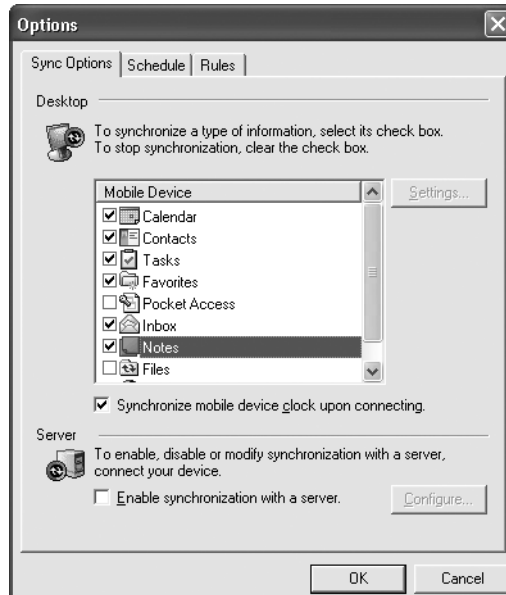 Options
Sync Options Schedule Rules
Desktop
To synchronize a type of information, select its check box.
To stop synchronization, clear the check box.
Mobile Device
Settings...
Calendar
Contacts
Tasks
Favorites
Pocket Access
Inbox
Notes
Files
Synchronize mobile device clock upon connecting.
Server
To enable, disable or modify synchronization with a server,
connect your device.
Enable synchronization with a server.
Configure...
OK Cancel